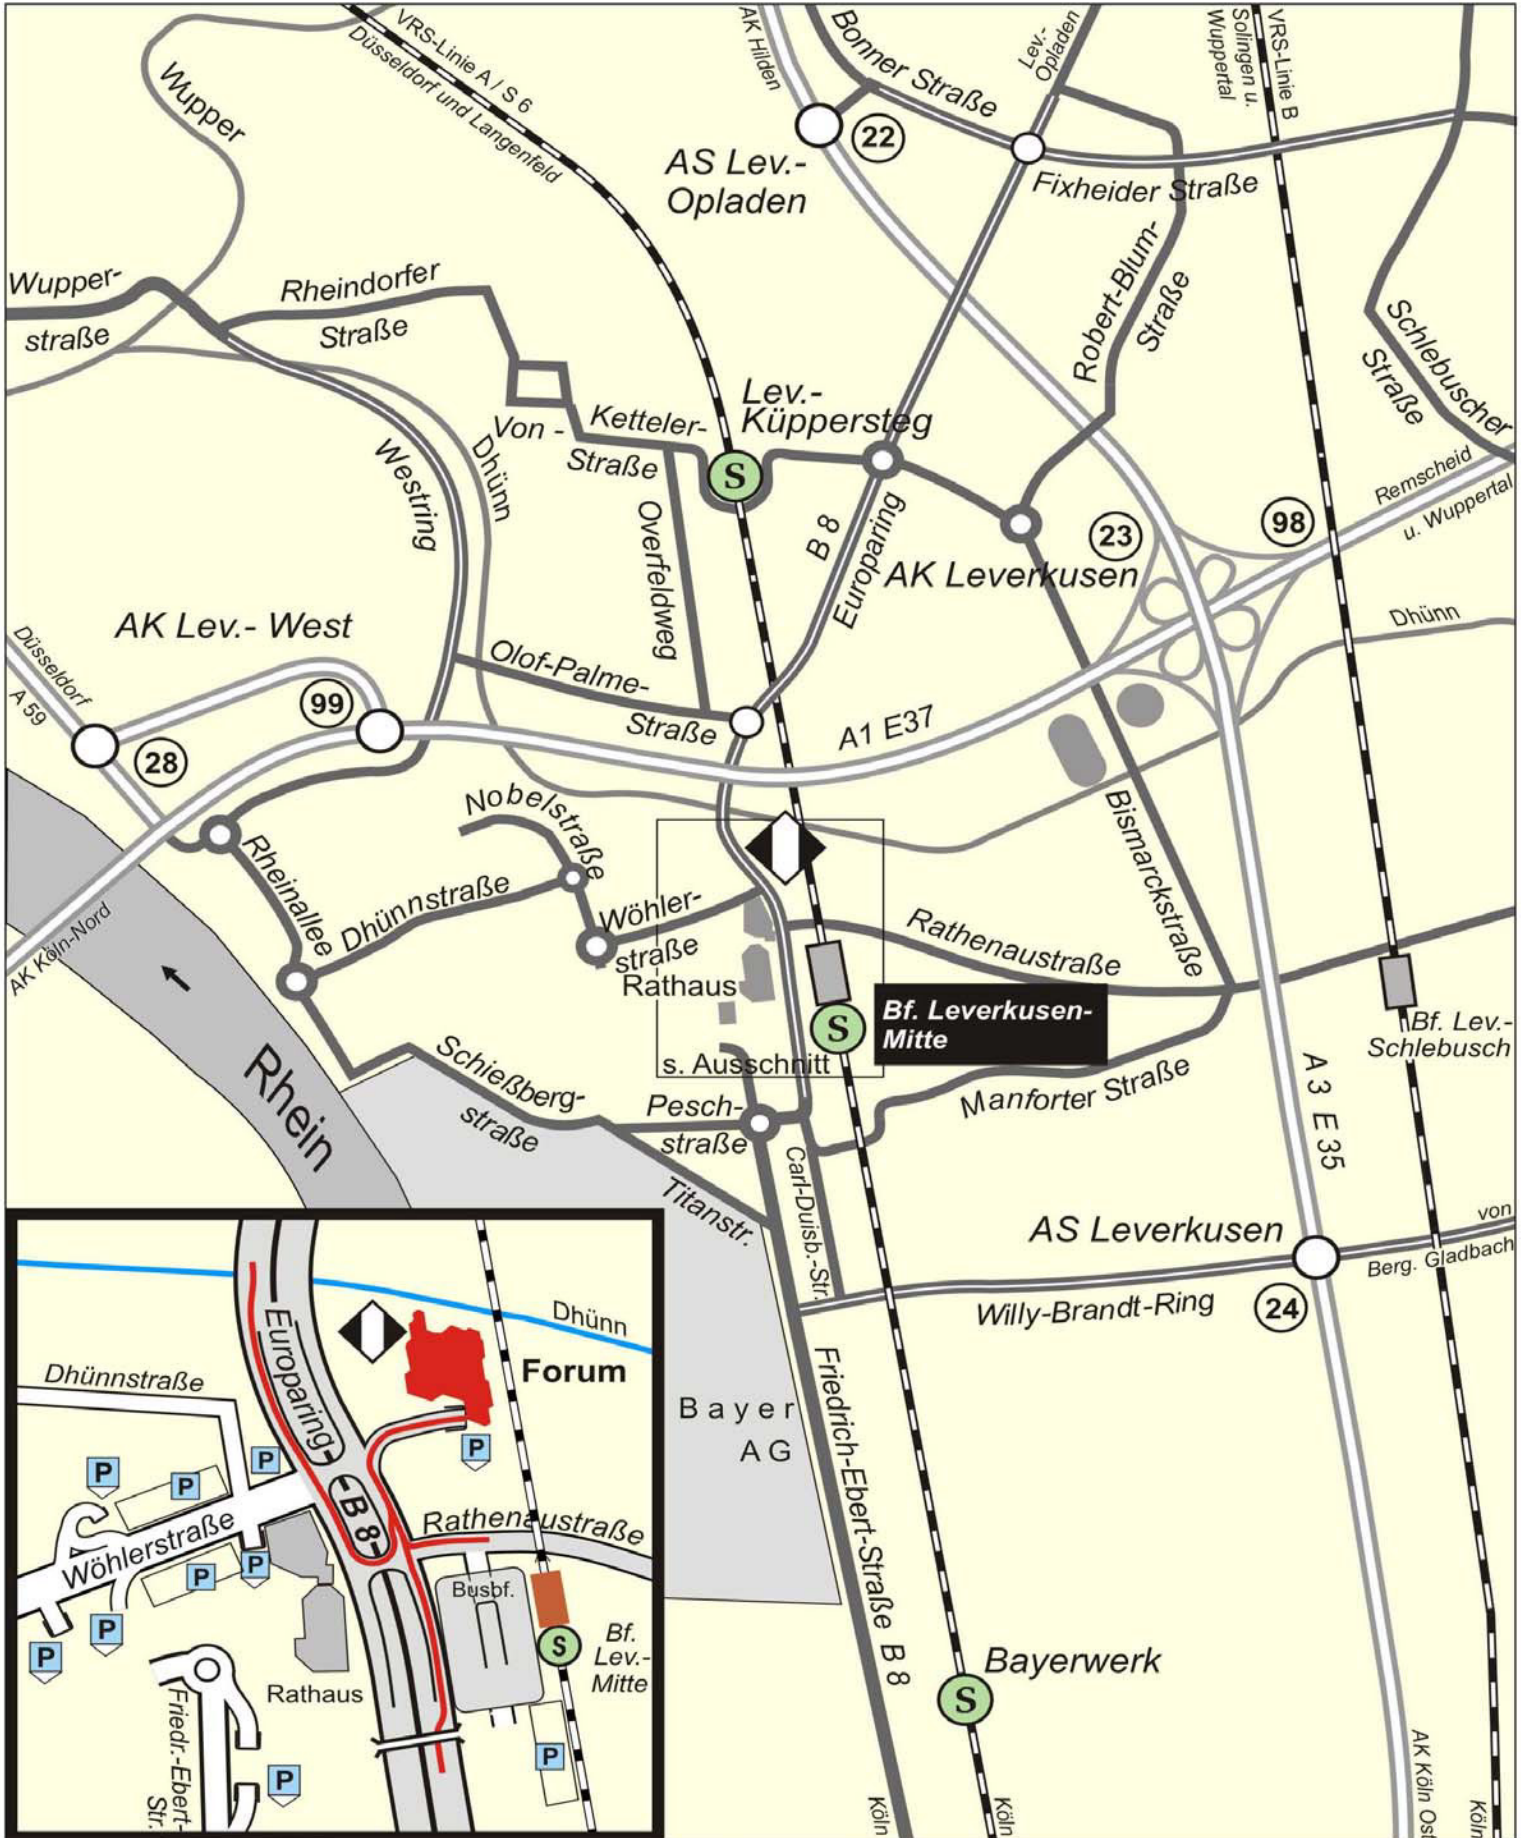 VRS-Linie A / S 6
Düsseldorf und Langenfeld
AK Hilden
Bonner Straße
Lev.-
Opladen
Solingen u.
Wuppertal
VRS-Linie B
Wupper
22
AS Lev.-
Opladen
Fixheider Straße
Wupper-
straße
Rheindorfer
Straße
Robert-Blum-
Straße
Schlebuscher
Straße
Lev.-
Küppersteg
Von -
Ketteler-
Straße
S
Westring
Dhünn
Overfeldweg
B 8
Europaring
23
98
Remscheid
u. Wuppertal
AK Leverkusen
Dhünn
AK Lev.- West
Düsseldorf
A 59
99
28
Olof-Palme-
Straße
A1 E37
Nobelstraße
Bismarckstraße
Rheinallee
Dhünnstraße
Wöhler-
straße
Rathaus
Rathenaustraße
AK Köln-Nord
S
Bf. Leverkusen-
Mitte
Bf. Lev.-
Schlebusch
s. Ausschnitt
Rhein
Schießberg-
straße
Pesch-
straße
Manforter Straße
A 3 E 35
Titanstr.
Carl-Duisb.-Str.
AS Leverkusen
von
Berg. Gladbach
Willy-Brandt-Ring
24
Bayer
AG
Friedrich-Ebert-Straße B 8
Bayerwerk
S
Köln
Köln
AK Köln Ost
Köln
Dhünn
Europaring
Forum
Dhünnstraße
P
P
P
P
B 8
Rathenaustraße
Wöhlerstraße
P
P
P
P
Busbf.
S
Bf.
Lev.-
Mitte
Rathaus
Friedr.-Ebert-
Str.
P
P